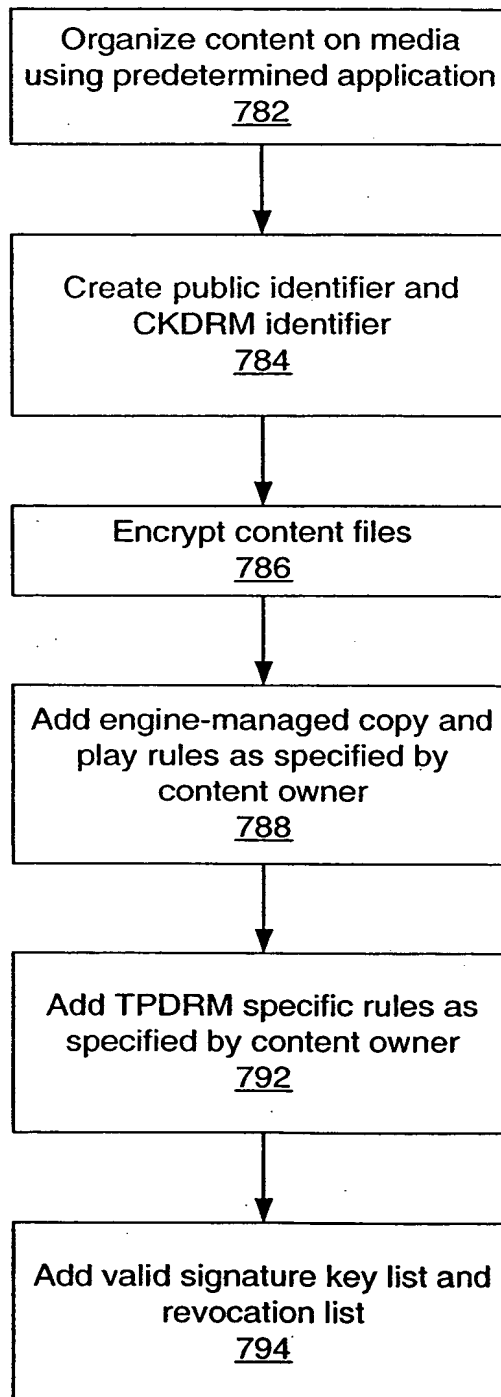 Organize content on media
using predetermined application
782
Create public identifier and
CKDRM identifier
784
Encrypt content files
786
Add engine-managed copy and
play rules as specified by
content owner
788
Add TPDRM specific rules as
specified by content owner
792
Add valid signature key list and
revocation list
794